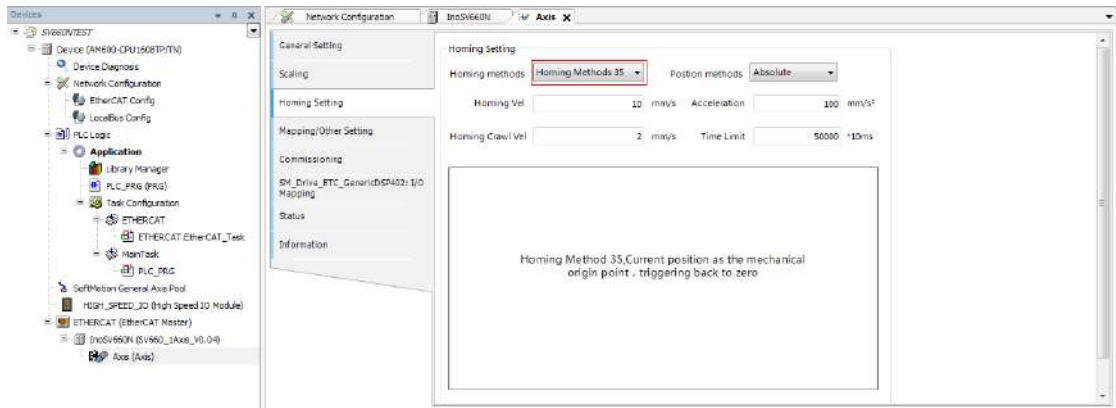 Devices
SV660NTEST
Device (AM600-CPU1608TP/TN)
Device Diagnosis
Network Configuration
EtherCAT Config
LocalBus Config
PLC Logic
Application
Library Manager
PLC_PRG (PRG)
Task Configuration
ETHERCAT
ETHERCAT.EtherCAT_Task
MainTask
PLC_PRG
SoftMotion General Axis Pool
HIGH_SPEED_IO (High Speed IO Module)
ETHERCAT (EtherCAT Master)
InoSV660N (SV660_1Axis_V0.04)
Axis (Axis)
Network Configuration InoSV660N Axis X
General Setting
Scaling
Homing Setting
Mapping/Other Setting
Commissioning
SM_Drive_ETC_GenericDSP402: I/O
Mapping
Status
Information
Homing Setting
Homing methods Homing Methods 35 Postion methods Absolute
Homing Vel 10 mm/s Acceleration 100 mm/s²
Homing Crawl Vel 2 mm/s Time Limit 50000 *10ms
Homing Method 35,Current position as the mechanical
origin point , triggering back to zero